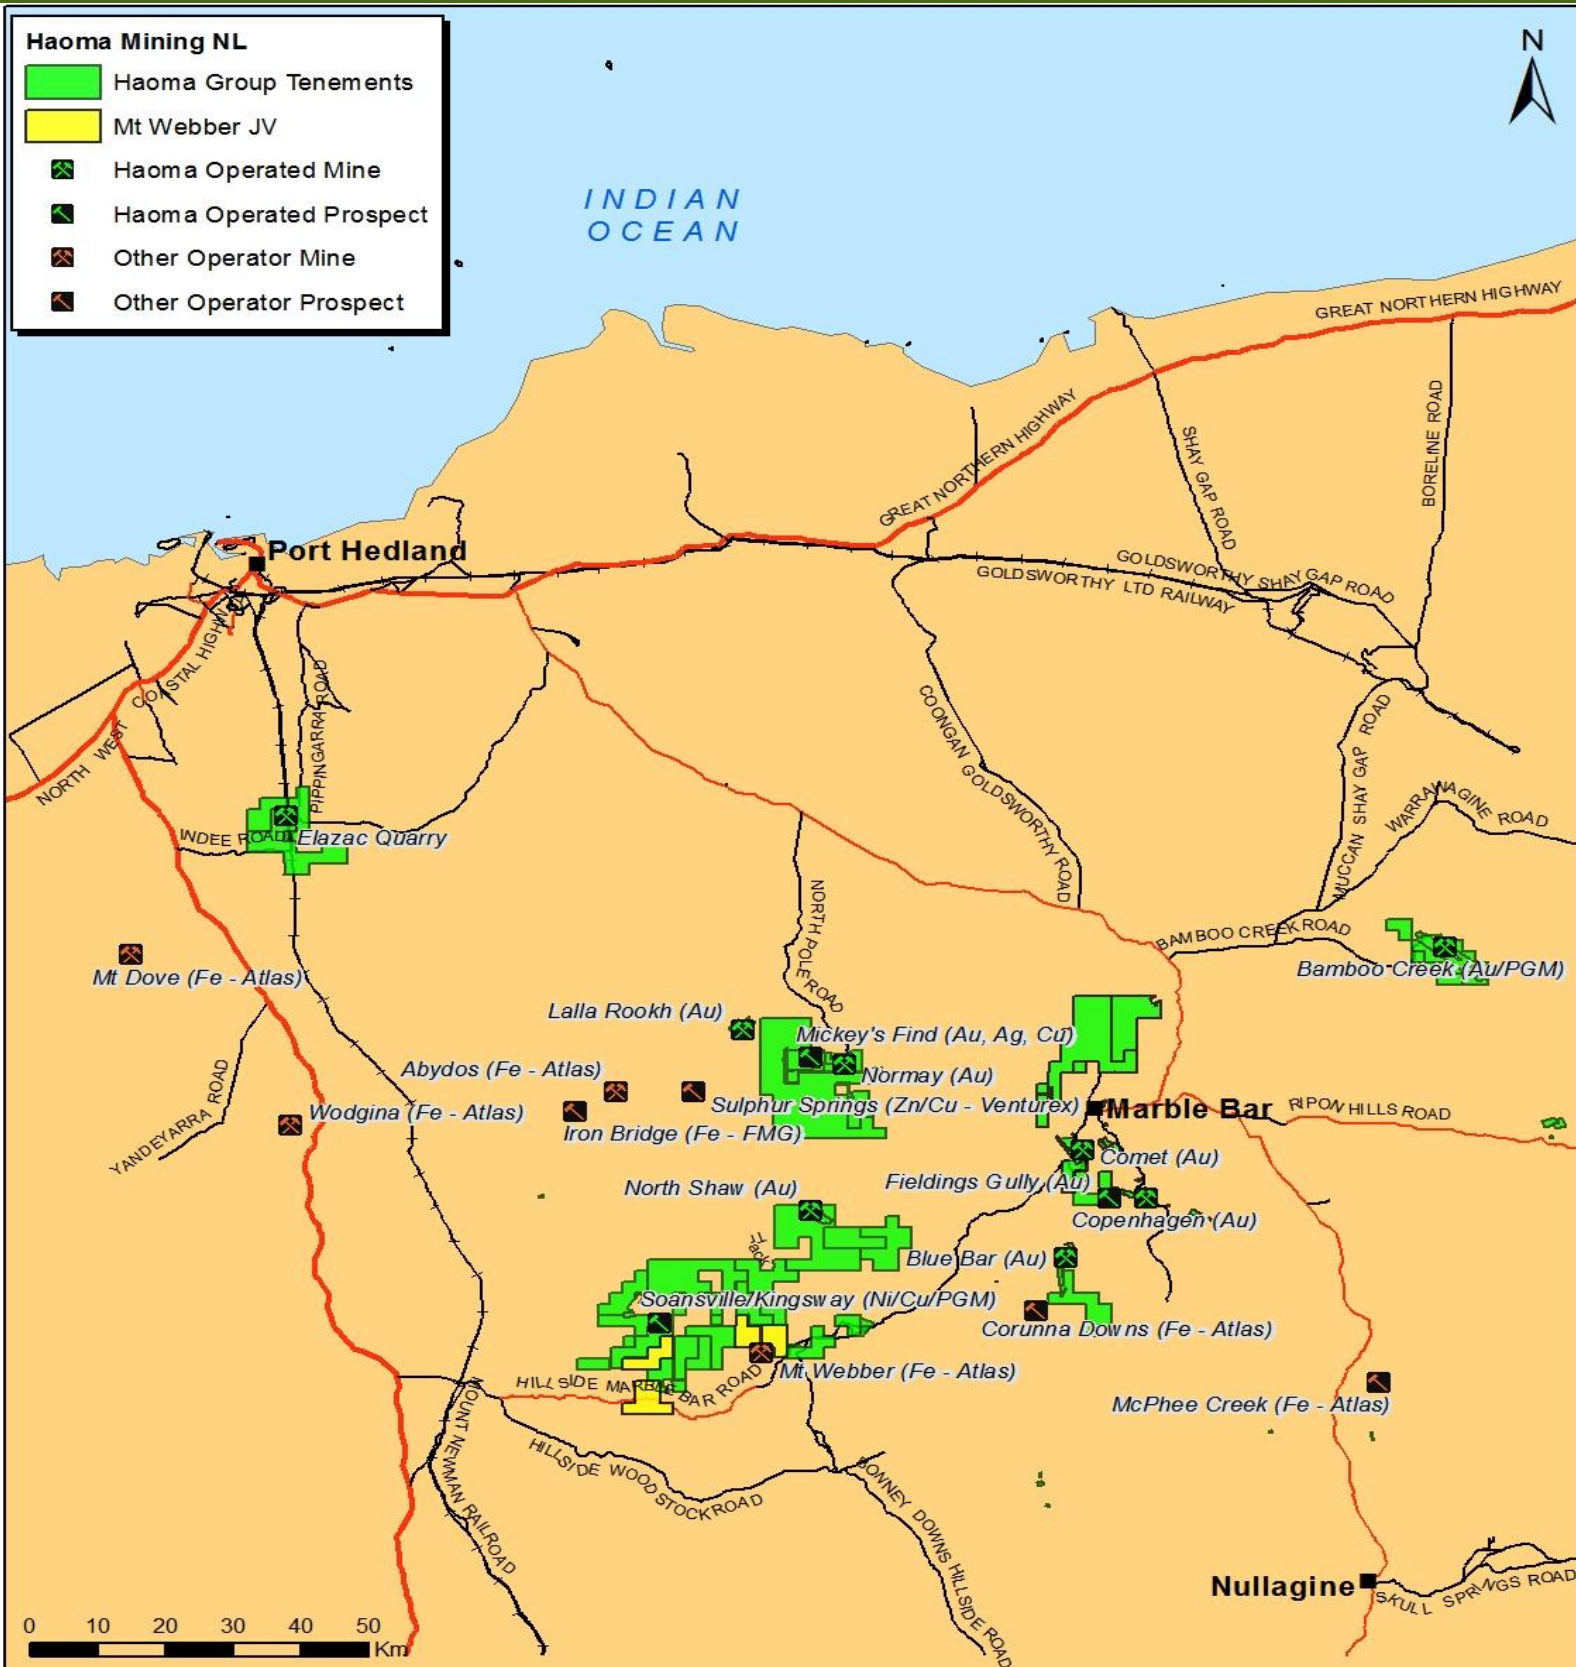 Haoma Mining NL
Haoma Group Tenements
Mt Webber JV
Haoma Operated Mine
Haoma Operated Prospect
Other Operator Mine
Other Operator Prospect
N
INDIAN
OCEAN
GREAT NORTHERN HIGHWAY
GREAT NORTHERN HIGHWAY
SHAY GAP ROAD
BORELINE ROAD
Port Hedland
GOLDSWORTHY SHAY GAP ROAD
GOLDSWORTHY LTD RAILWAY
NORTH WEST COASTAL HIGHWAY
PIPPINGARRA ROAD
COONGAN GOLDSWORTHY ROAD
MUCCAN SHAY GAP ROAD
WARRAWAGINE ROAD
INDEE ROAD
Elazac Quarry
NORTH POLE ROAD
BAMBOO CREEK ROAD
Bamboo Creek (Au/PGM)
Mt Dove (Fe - Atlas)
Lalla Rookh (Au)
Mickey's Find (Au, Ag, Cu)
Abydos (Fe - Atlas)
Normay (Au)
YANDEYARRA ROAD
Wodgina (Fe - Atlas)
Sulphur Springs (Zn/Cu - Venturex)
Marble Bar
RIPON HILLS ROAD
Iron Bridge (Fe - FMG)
Comet (Au)
North Shaw (Au)
Fieldings Gully (Au)
Copenhagen (Au)
Blue Bar (Au)
Soansville/Kingsway (Ni/Cu/PGM)
Corunna Downs (Fe - Atlas)
Mt Webber (Fe - Atlas)
HILLSIDE MARBLE BAR ROAD
McPhee Creek (Fe - Atlas)
MOUNT NEWMAN RAILROAD
HILLSIDE WOODSTOCK ROAD
BONNEY DOWNS HILLSIDE ROAD
Nullagine
SKULL SPRINGS ROAD
0 10 20 30 40 50
Km